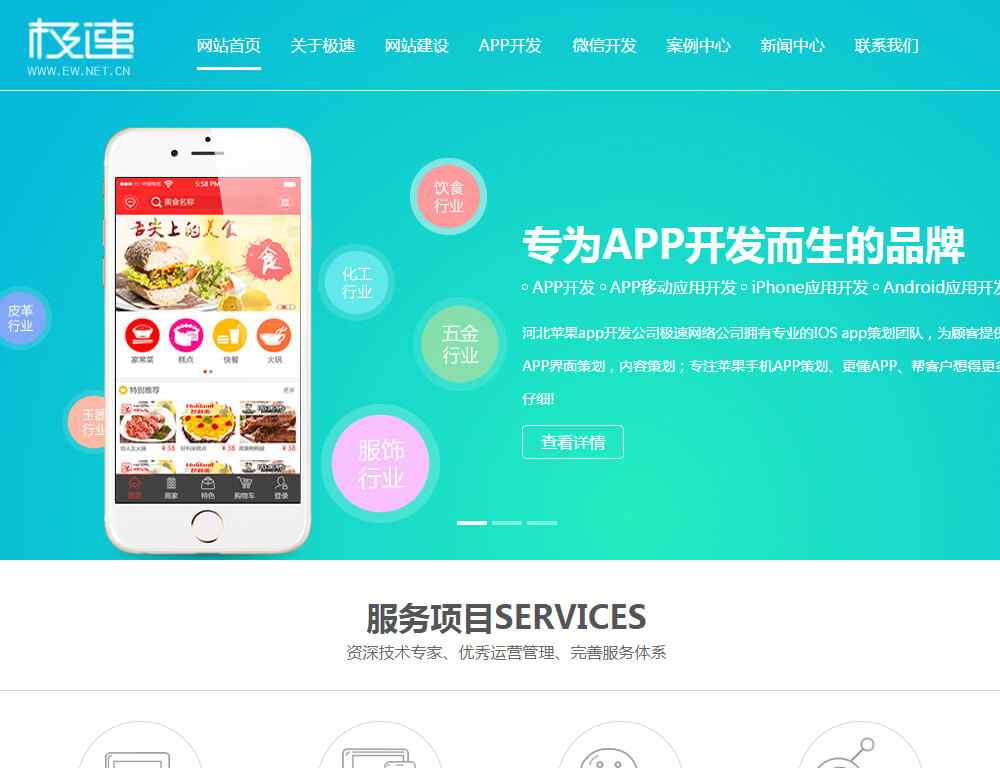 极速
WWW.EW.NET.CN
网站首页 关于极速 网站建设 APP开发 微信开发 案例中心 新闻中心 联系我们
5:58 PM
美食名称
舌尖上的美食
食
家常菜 糕点 快餐 火锅
特别推荐 更多
¥38 好利来糕点 ¥38 ¥38
首页 商家 特色 购物车 登录
饮食
行业
化工
行业
皮革
行业
五金
行业
玉器
行业
服饰
行业
专为APP开发而生的品牌
APP开发 APP移动应用开发 iPhone应用开发 Android应用开发
河北苹果app开发公司极速网络公司拥有专业的IOS app策划团队，为顾客提供
APP界面策划，内容策划；专注苹果手机APP策划、更懂APP、帮客户想得更多
仔细!
查看详情
服务项目SERVICES
资深技术专家、优秀运营管理、完善服务体系